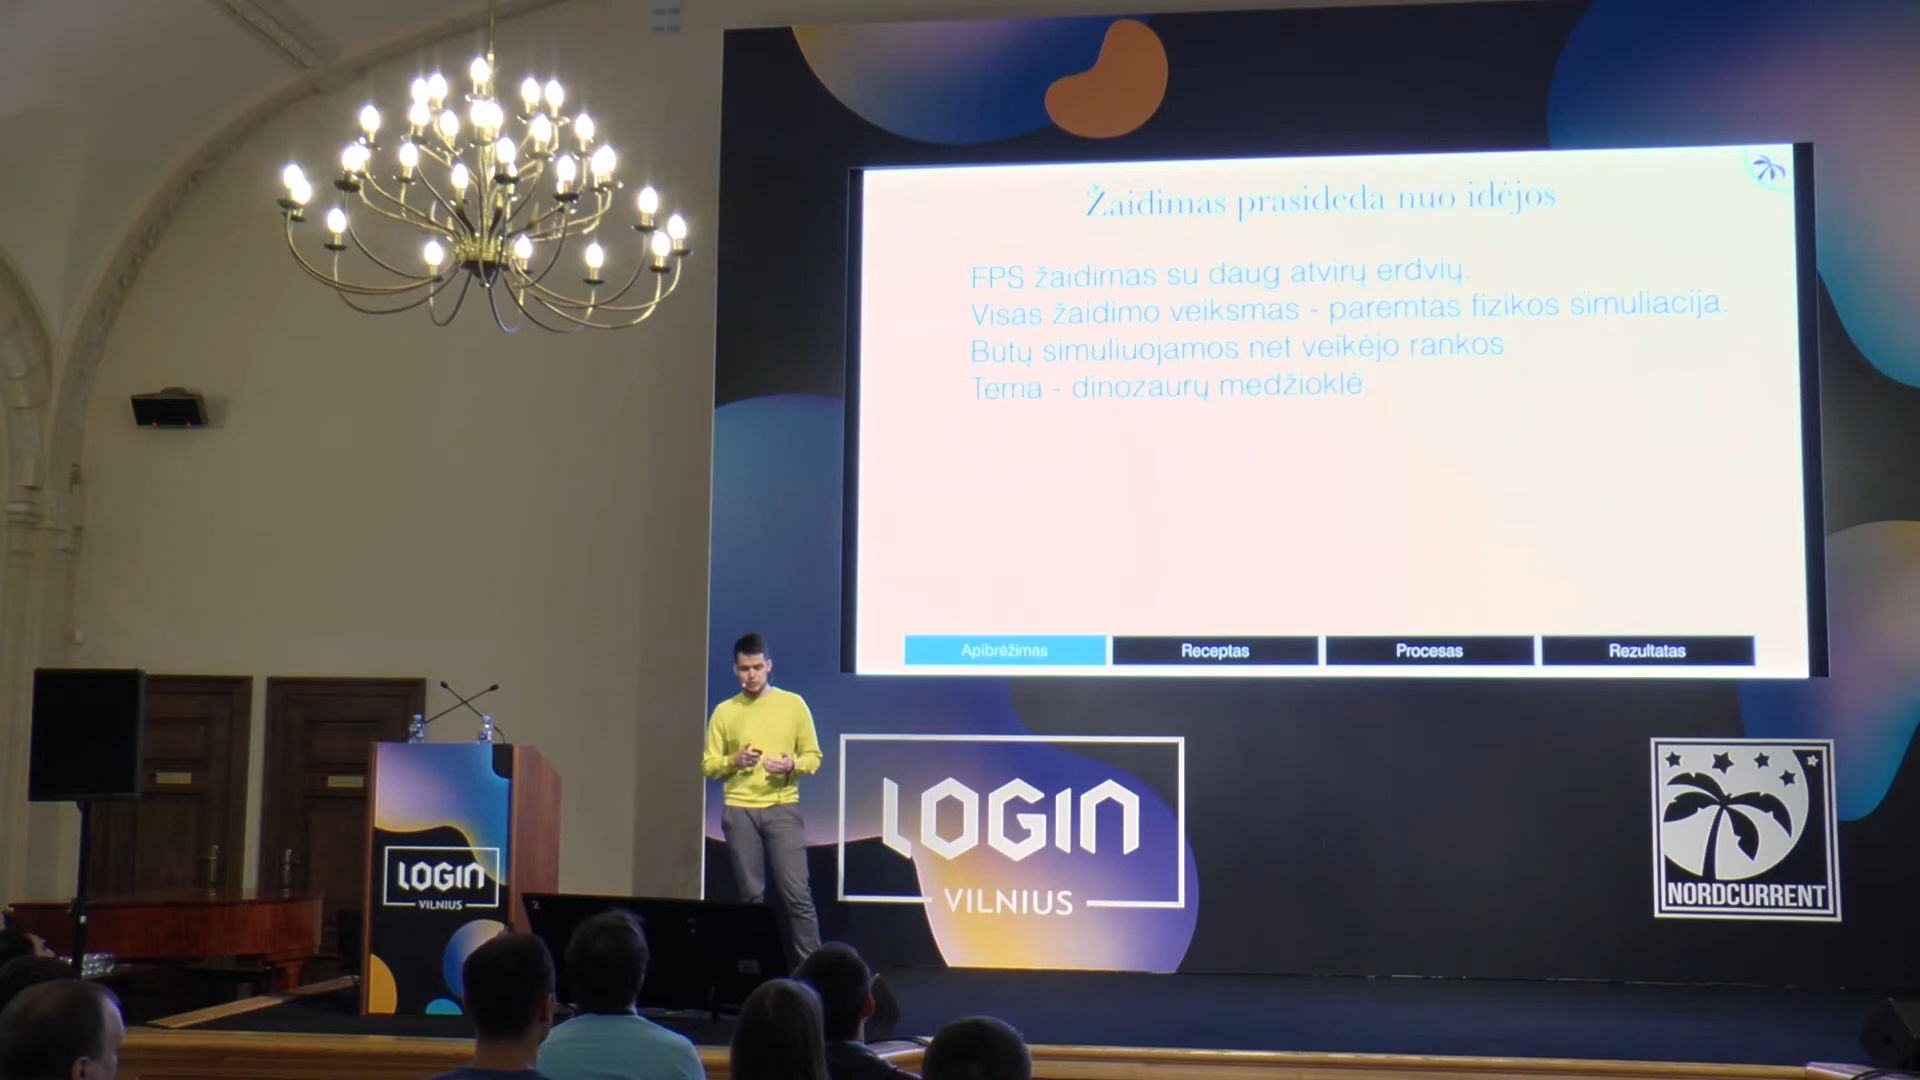 Žaidimas prasideda nuo idėjos
FPS žaidimas su daug atvirų erdvių.
Visas žaidimo veiksmas - paremtas fizikos simuliacija.
Būtų simuliuojamos net veikėjo rankos
Tema - dinozaurų medžioklė.
Apibrėžimas
Receptas
Procesas
Rezultatas
LOGIN
VILNIUS
NORDCURRENT
LOGIN
VILNIUS